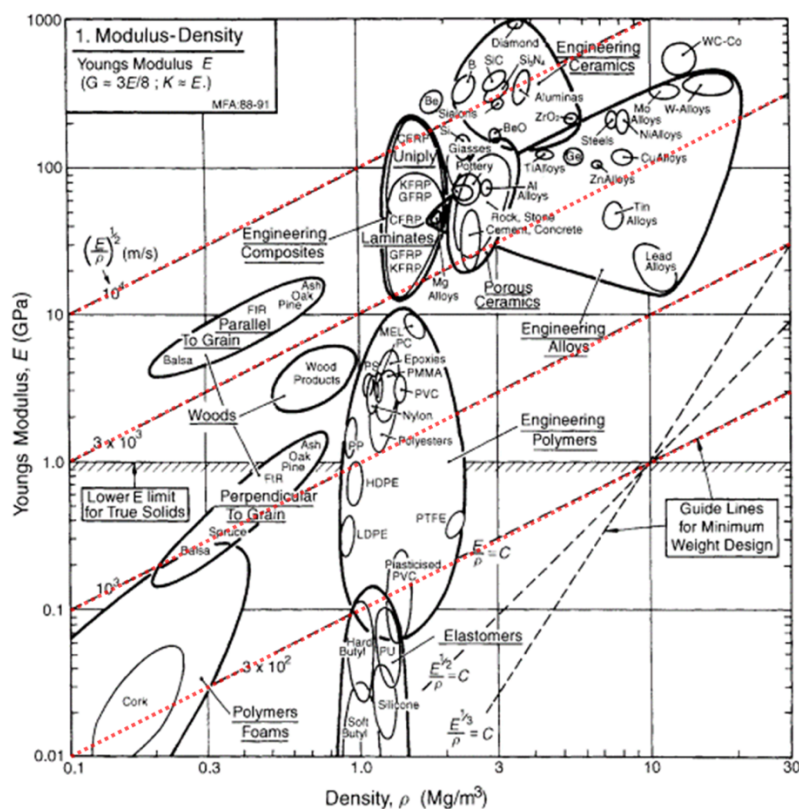 1. Modulus-Density
Youngs Modulus E
(G ≈ 3E/8 ; K ≈ E.)
MFA:88-91
1000
100
10
1.0
0.1
0.01
Youngs Modulus, E (GPa)
0.1
0.3
1.0
3
10
30
Density, ρ (Mg/m³)
(E/ρ)^½ (m/s)
10⁴
3 x 10³
10³
3 x 10²
Diamond
B
SiC
Si₃N₄
Engineering
Ceramics
Aluminas
Be
Sialons
Si
BeO
ZrO₂
Glasses
Pottery
WC-Co
Mo
Alloys
W-Alloys
Steels
NiAlloys
CuAlloys
TiAlloys
Ge
ZnAlloys
Tin
Alloys
Lead
Alloys
CFRP
Uniply
KFRP
GFRP
CFRP
Laminates
GFRP
KFRP
Engineering
Composites
Al
Alloys
Rock, Stone
Cement, Concrete
Mg
Alloys
Porous
Ceramics
Engineering
Alloys
Ash
Oak
Pine
FIR
Parallel
To Grain
Balsa
Wood
Products
Woods
Ash
Oak
Pine
FIR
Perpendicular
To Grain
Spruce
Balsa
MEL
PC
Epoxies
PS
PMMA
PVC
Nylon
Polyesters
PP
HDPE
LDPE
PTFE
Plasticised
PVC
Engineering
Polymers
Lower E limit
for True Solids
Guide Lines
for Minimum
Weight Design
E/ρ = C
E^½/ρ = C
E^⅓/ρ = C
Elastomers
Hard
Butyl
PU
Silicone
Soft
Butyl
Cork
Polymers
Foams